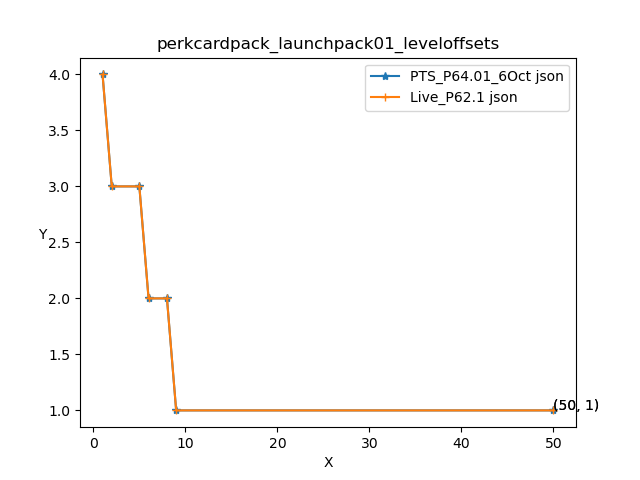 perkcardpack_launchpack01_leveloffsets
PTS_P64.01_6Oct json
Live_P62.1 json
4.0
3.5
3.0
2.5
2.0
1.5
1.0
Y
(50, 1)
0 10 20 30 40 50
X